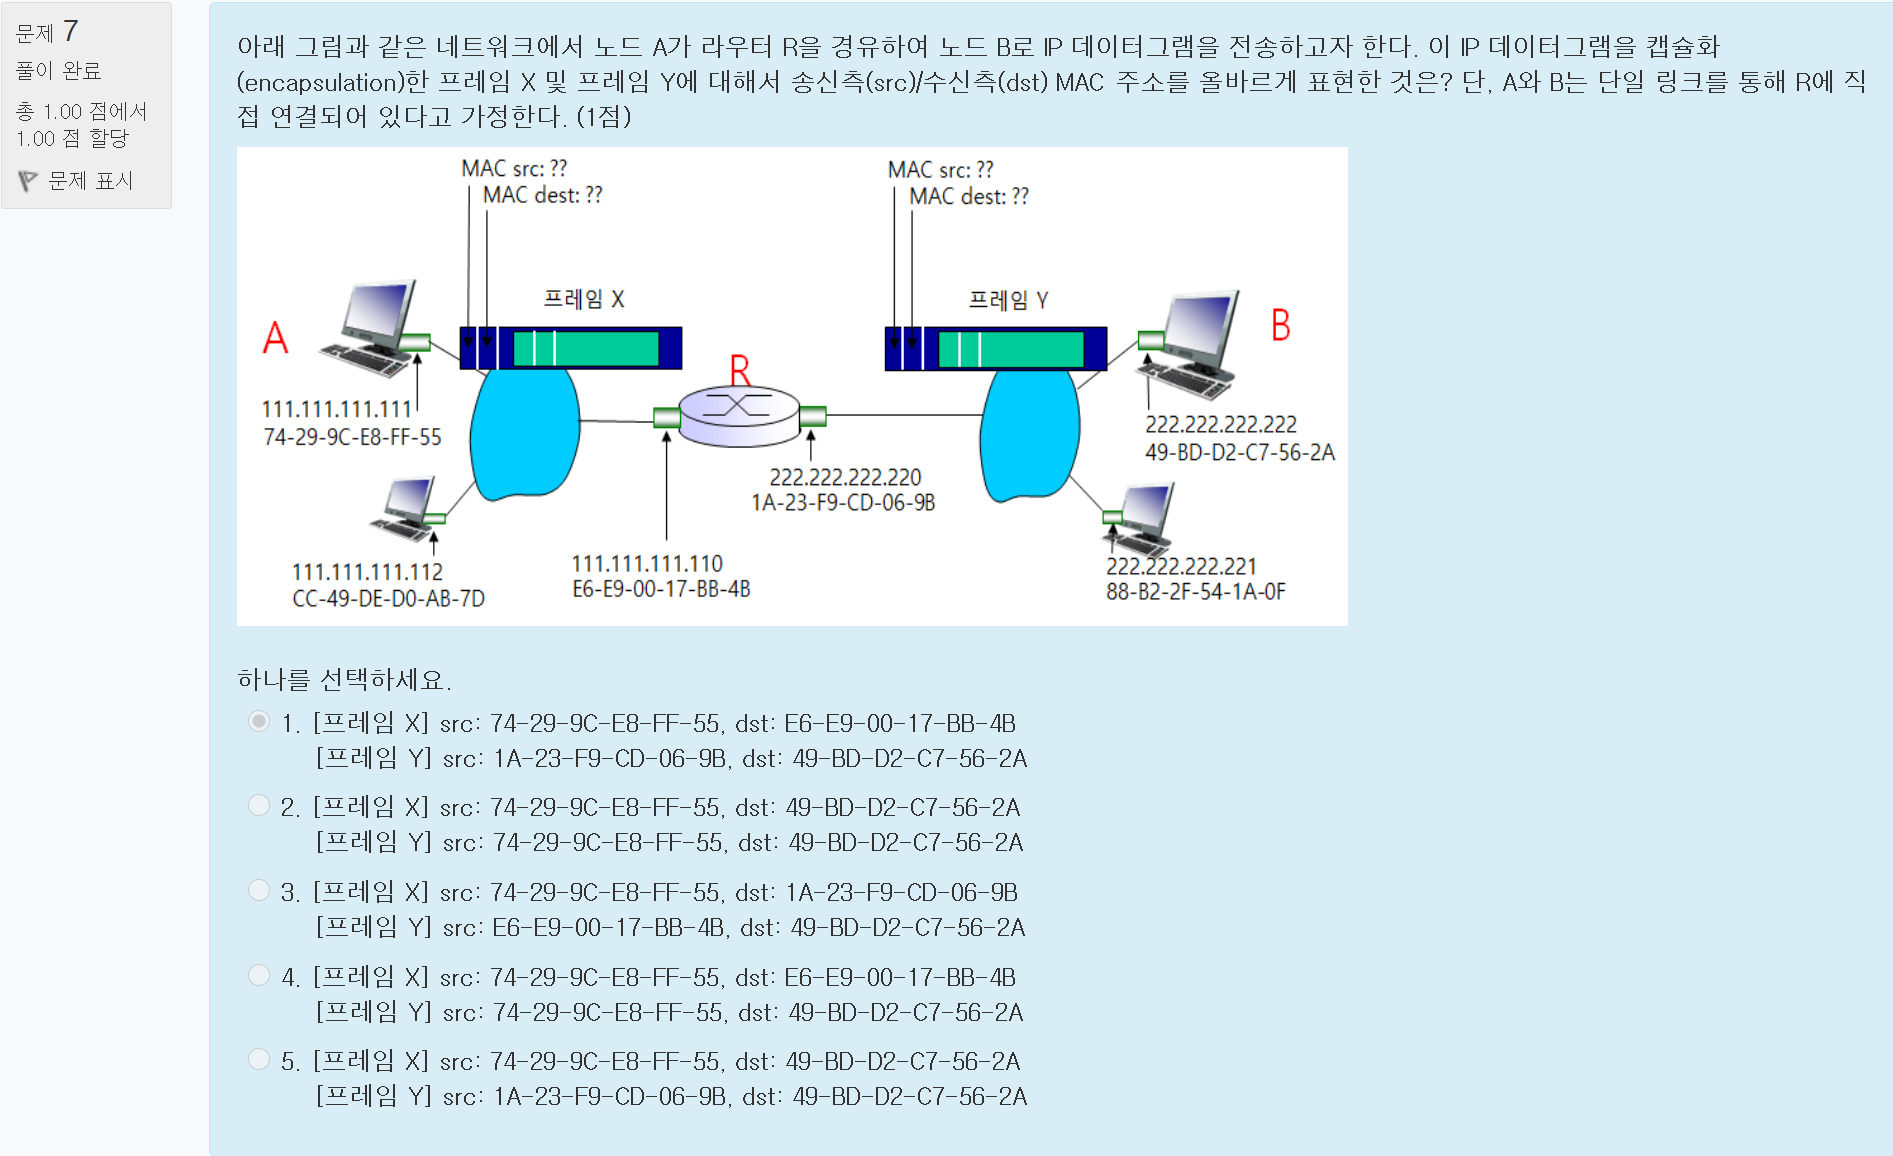 문제 7
풀이 완료
총 1.00 점에서
1.00 점 할당
문제 표시
아래 그림과 같은 네트워크에서 노드 A가 라우터 R을 경유하여 노드 B로 IP 데이터그램을 전송하고자 한다. 이 IP 데이터그램을 캡슐화
(encapsulation)한 프레임 X 및 프레임 Y에 대해서 송신측(src)/수신측(dst) MAC 주소를 올바르게 표현한 것은? 단, A와 B는 단일 링크를 통해 R에 직
접 연결되어 있다고 가정한다. (1점)
MAC src: ??
MAC dest: ??
MAC src: ??
MAC dest: ??
프레임 X
프레임 Y
A
R
B
111.111.111.111
74-29-9C-E8-FF-55
222.222.222.222
49-BD-D2-C7-56-2A
222.222.222.220
1A-23-F9-CD-06-9B
111.111.111.112
CC-49-DE-D0-AB-7D
111.111.111.110
E6-E9-00-17-BB-4B
222.222.222.221
88-B2-2F-54-1A-0F
하나를 선택하세요.
1. [프레임 X] src: 74-29-9C-E8-FF-55, dst: E6-E9-00-17-BB-4B
[프레임 Y] src: 1A-23-F9-CD-06-9B, dst: 49-BD-D2-C7-56-2A
2. [프레임 X] src: 74-29-9C-E8-FF-55, dst: 49-BD-D2-C7-56-2A
[프레임 Y] src: 74-29-9C-E8-FF-55, dst: 49-BD-D2-C7-56-2A
3. [프레임 X] src: 74-29-9C-E8-FF-55, dst: 1A-23-F9-CD-06-9B
[프레임 Y] src: E6-E9-00-17-BB-4B, dst: 49-BD-D2-C7-56-2A
4. [프레임 X] src: 74-29-9C-E8-FF-55, dst: E6-E9-00-17-BB-4B
[프레임 Y] src: 74-29-9C-E8-FF-55, dst: 49-BD-D2-C7-56-2A
5. [프레임 X] src: 74-29-9C-E8-FF-55, dst: 49-BD-D2-C7-56-2A
[프레임 Y] src: 1A-23-F9-CD-06-9B, dst: 49-BD-D2-C7-56-2A